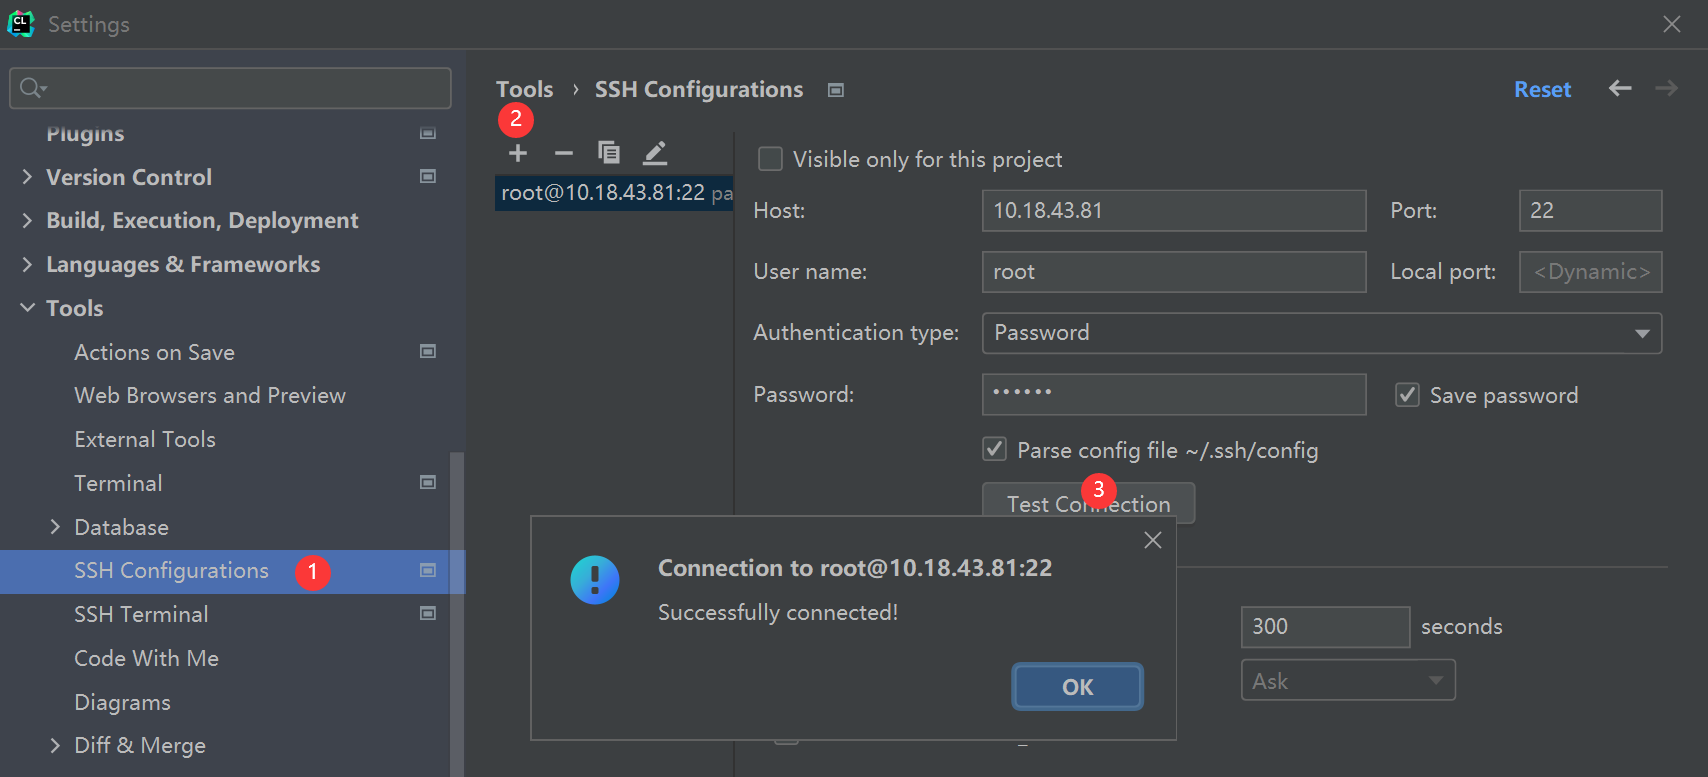 CL
Settings
Plugins
Version Control
Build, Execution, Deployment
Languages & Frameworks
Tools
Actions on Save
Web Browsers and Preview
External Tools
Terminal
Database
SSH Configurations
1
SSH Terminal
Code With Me
Diagrams
Diff & Merge
Tools › SSH Configurations
Reset
2
root@10.18.43.81:22 pa
Visible only for this project
Host: 10.18.43.81 Port: 22
User name: root Local port: <Dynamic>
Authentication type: Password
Password: •••••• Save password
Parse config file ~/.ssh/config
3
Test Connection
Connection to root@10.18.43.81:22
Successfully connected!
OK
300 seconds
Ask